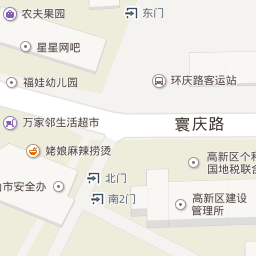 农夫果园
东门
星星网吧
福娃幼儿园
环庆路客运站
万家邻生活超市
寰庆路
姥娘麻辣捞烫
高新区个税
国地税联合
北门
山市安全办
南2门
高新区建设
管理所